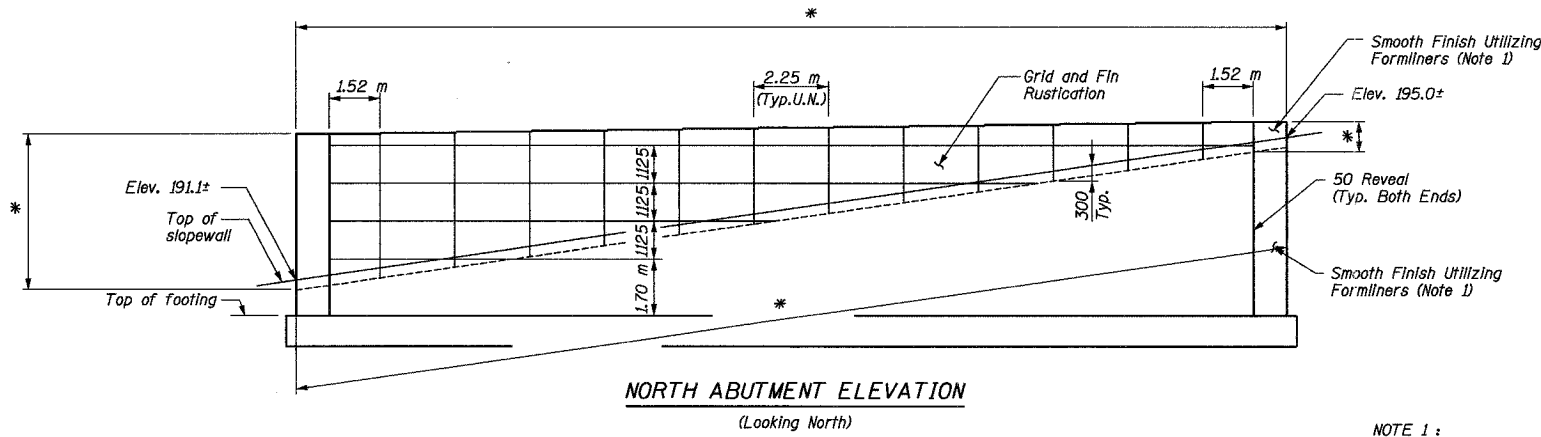 *
Smooth Finish Utilizing
Formliners (Note 1)
1.52 m
2.25 m
(Typ.U.N.)
Grid and Fin
Rustication
1.52 m
Elev. 195.0±
*
*
Elev. 191.1±
Top of
slopewall
Top of footing
1125
1125
1125
1.70 m
300
Typ.
50 Reveal
(Typ. Both Ends)
Smooth Finish Utilizing
Formliners (Note 1)
*
NORTH ABUTMENT ELEVATION
(Looking North)
NOTE 1 :